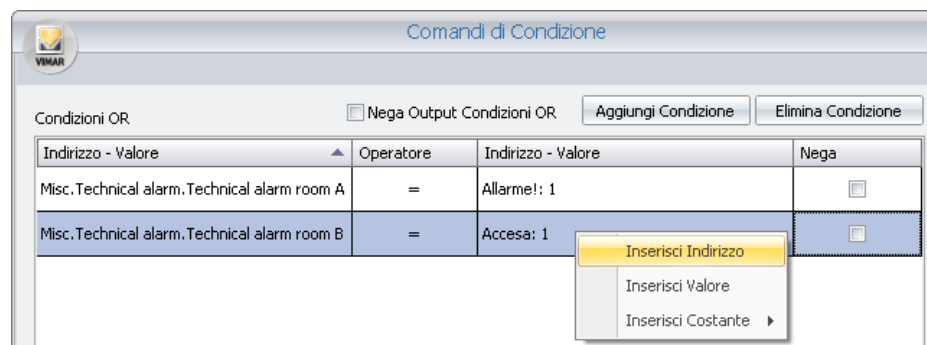 Comandi di Condizione
VIMAR
Condizioni OR Nega Output Condizioni OR Aggiungi Condizione Elimina Condizione
Indirizzo - Valore Operatore Indirizzo - Valore Nega
Misc.Technical alarm.Technical alarm room A = Allarme!: 1
Misc.Technical alarm.Technical alarm room B = Accesa: 1
Inserisci Indirizzo
Inserisci Valore
Inserisci Costante